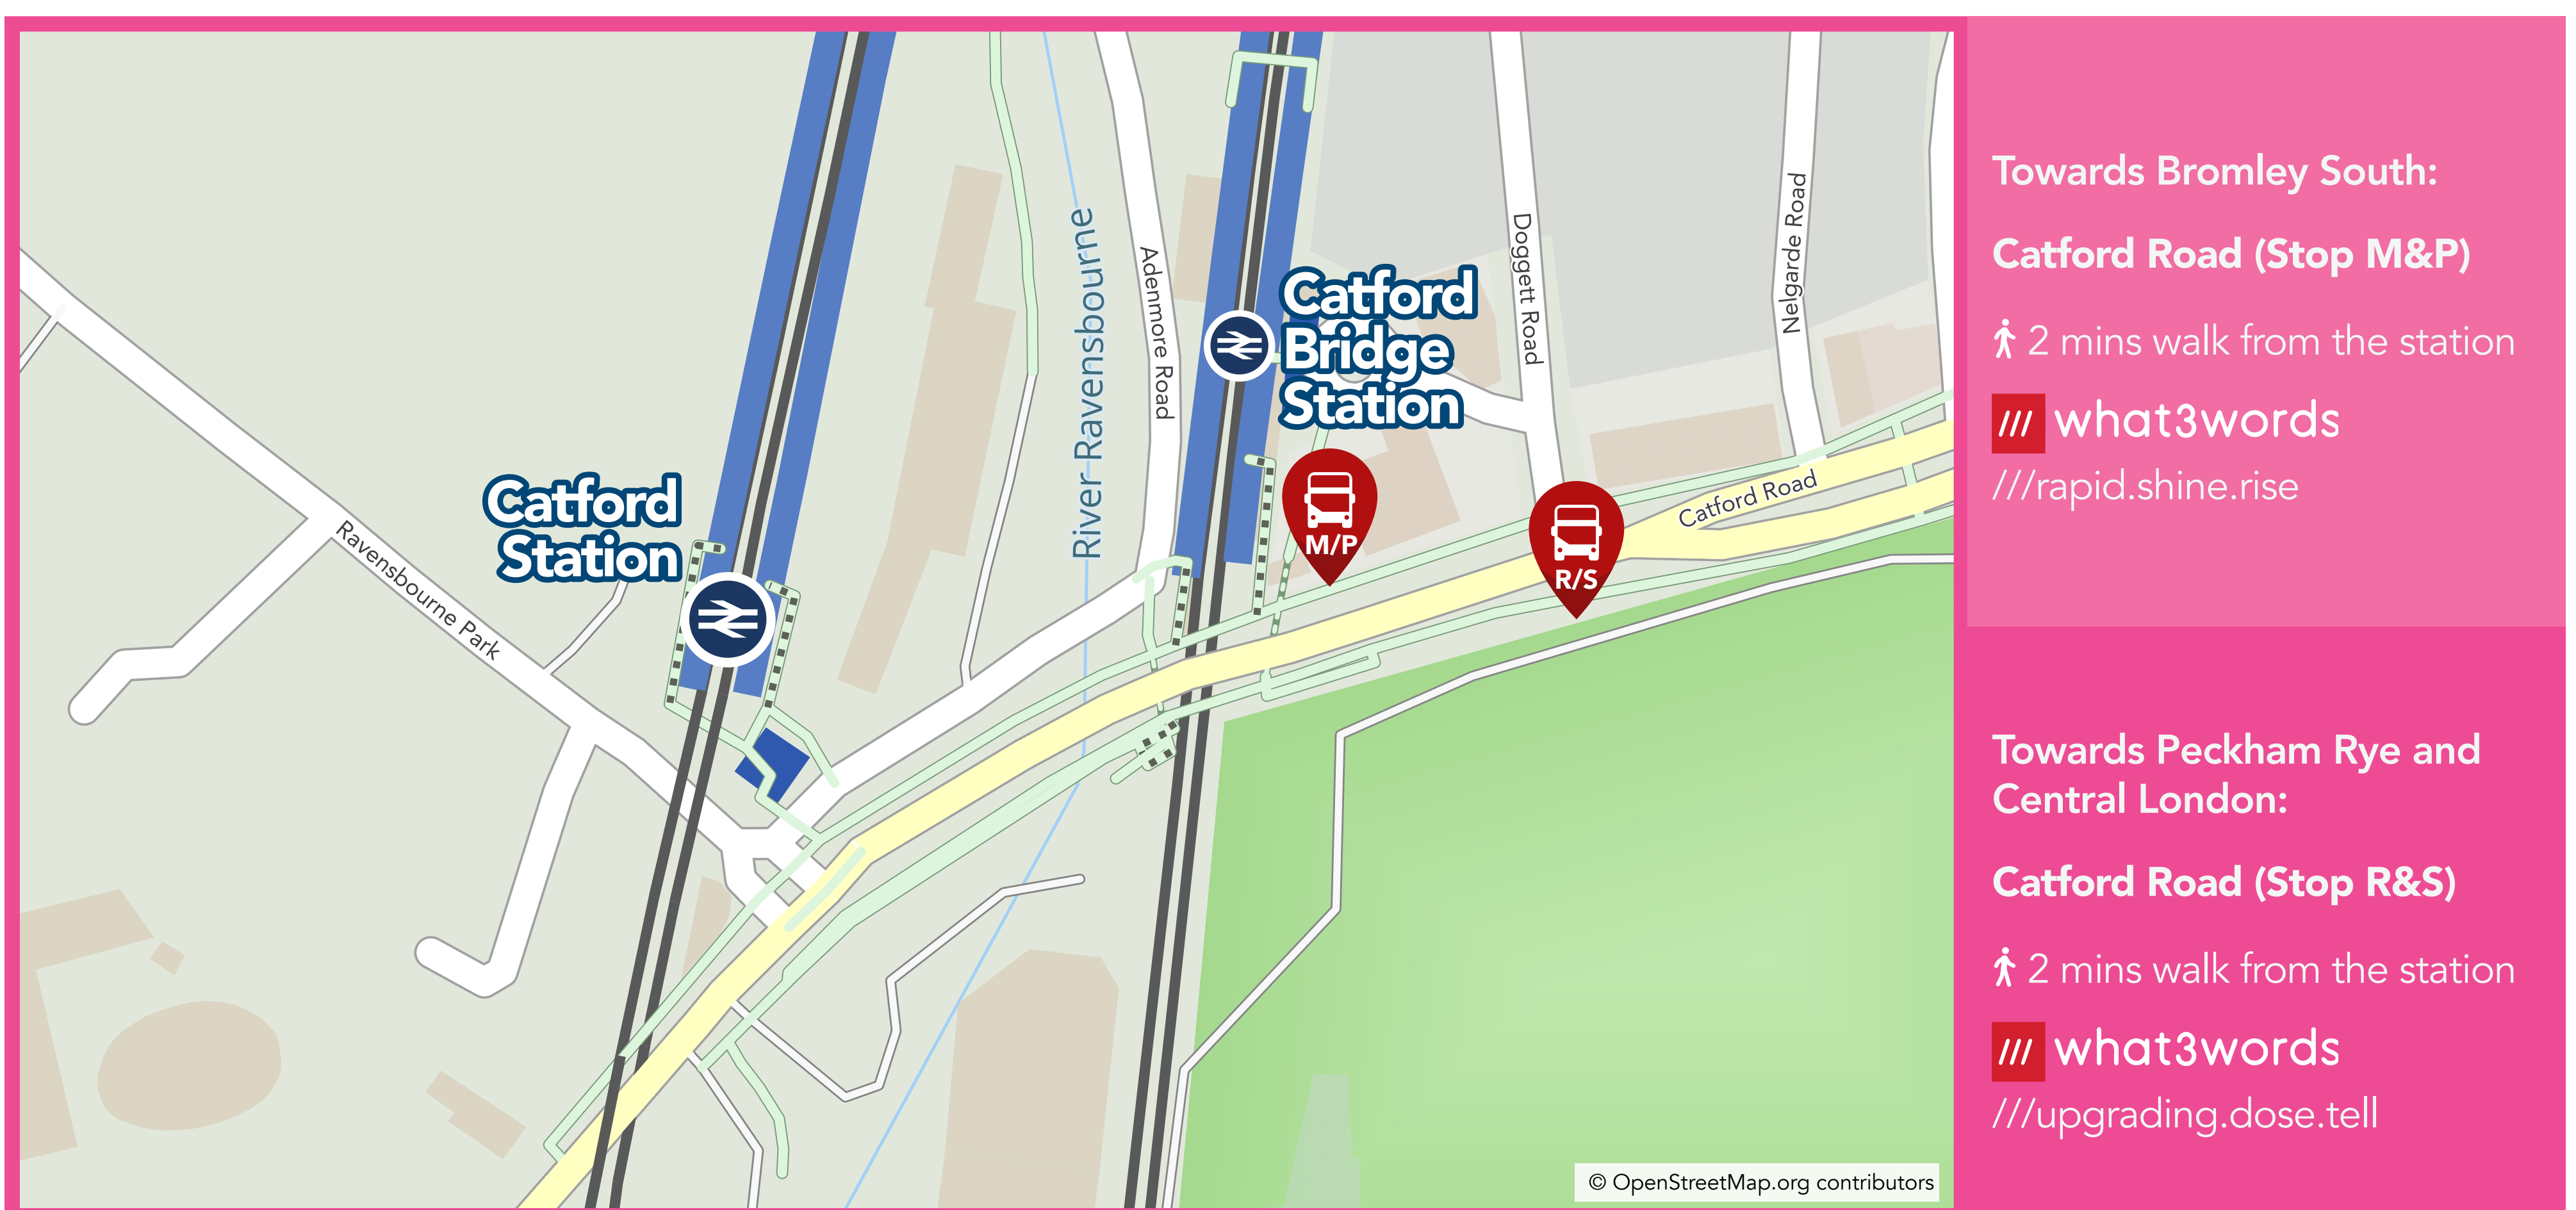 Catford
Station
Catford
Bridge
Station
River Ravensbourne
Adenmore Road
Doggett Road
Nelgarde Road
Ravensbourne Park
Catford Road
M/P
R/S
© OpenStreetMap.org contributors
Towards Bromley South:
Catford Road (Stop M&P)
2 mins walk from the station
/// what3words
///rapid.shine.rise
Towards Peckham Rye and
Central London:
Catford Road (Stop R&S)
2 mins walk from the station
/// what3words
///upgrading.dose.tell